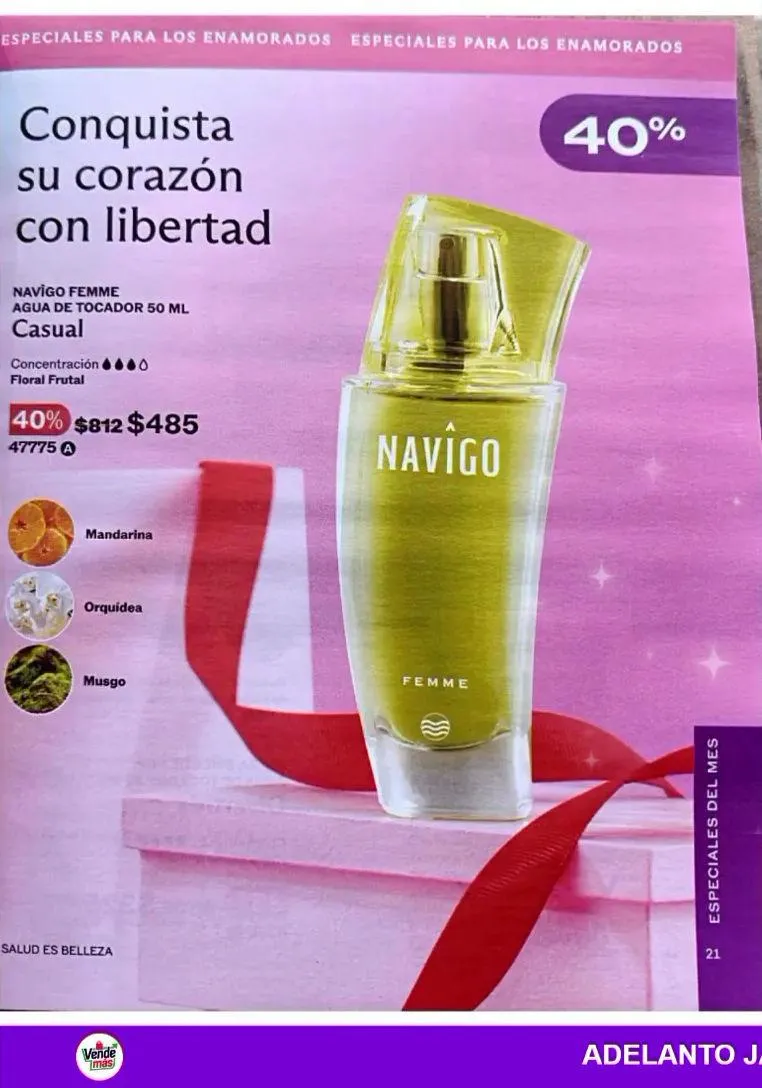 ESPECIALES PARA LOS ENAMORADOS ESPECIALES PARA LOS ENAMORADOS
40%
Conquista
su corazón
con libertad
NAVÎGO FEMME
AGUA DE TOCADOR 50 ML
Casual
Concentración
Floral Frutal
40% $812 $485
47775 A
Mandarina
Orquídea
Musgo
NAVÎGO
FEMME
ESPECIALES DEL MES
SALUD ES BELLEZA
21
Vende
más
ADELANTO JA